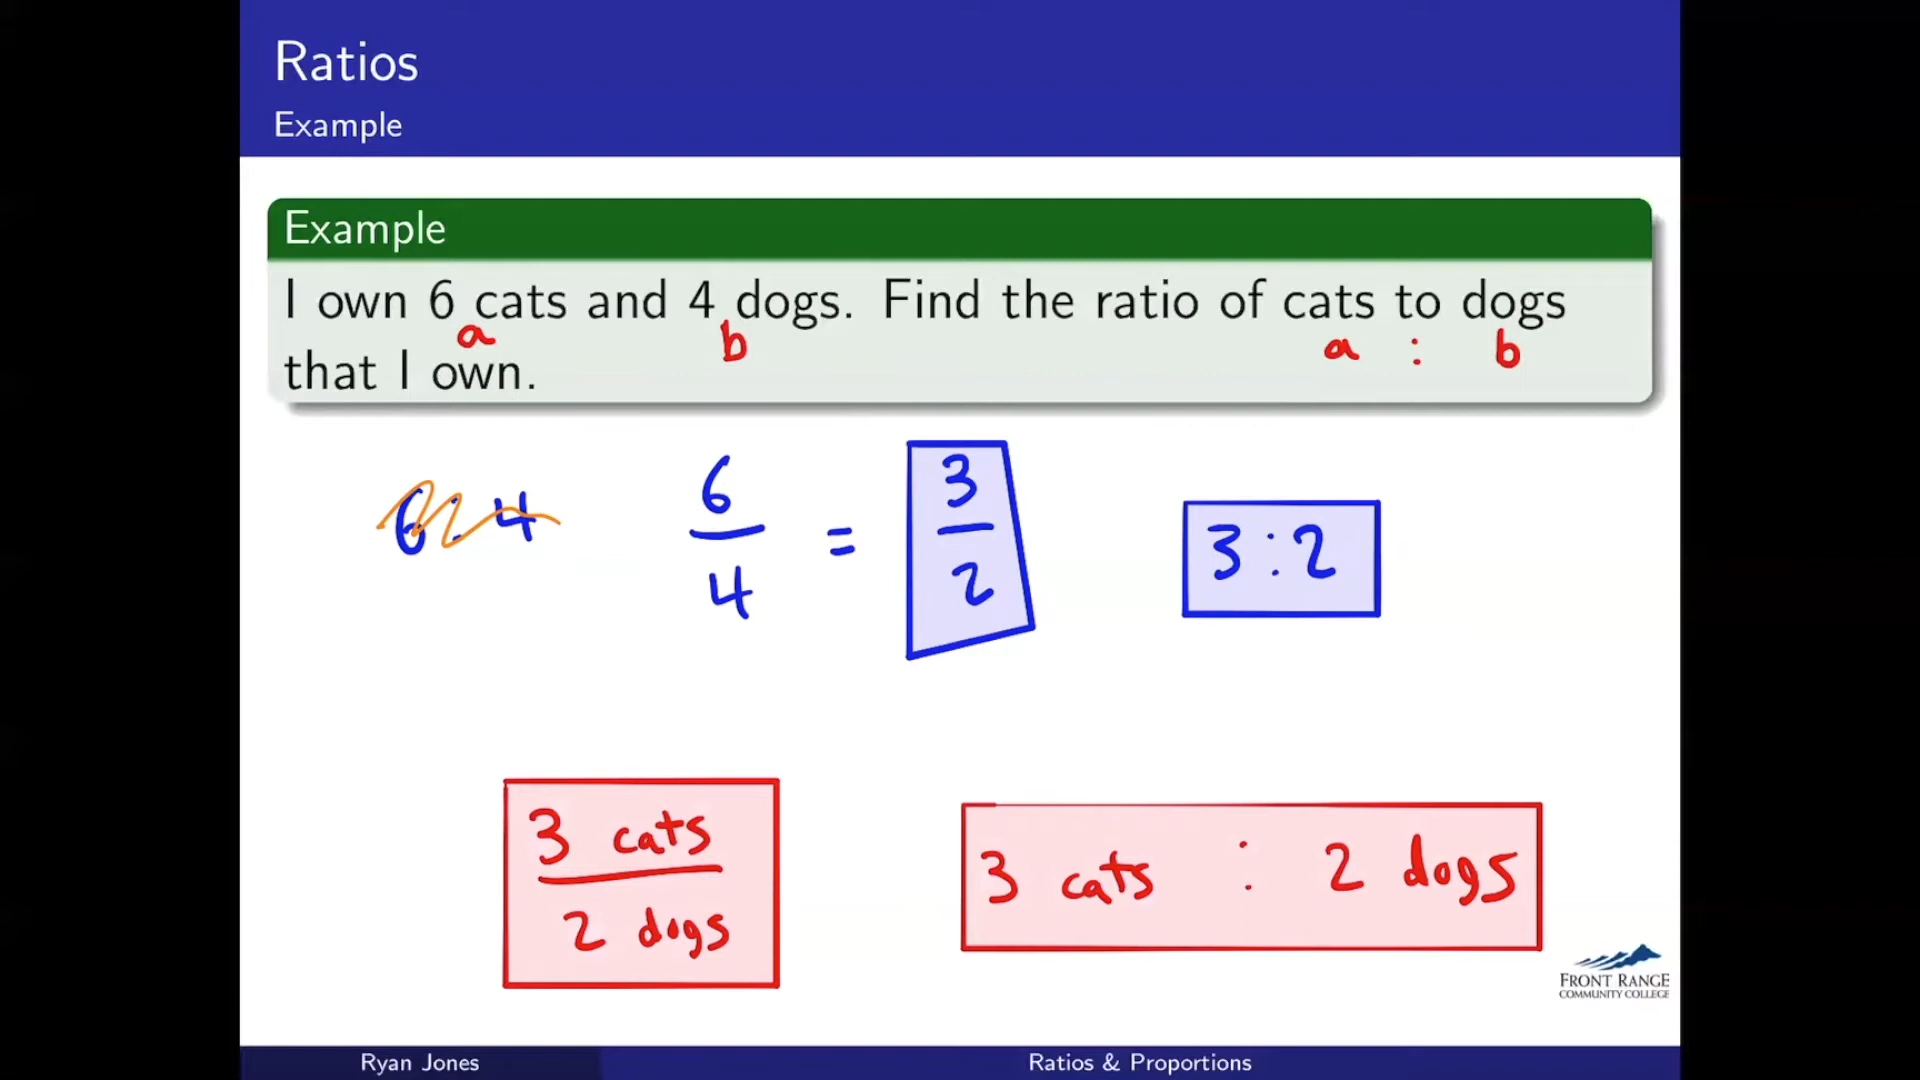 Ratios
Example
Example
I own 6 cats and 4 dogs. Find the ratio of cats to dogs
a b a : b
that I own.
6 : 4
6/4 = 3/2
3 : 2
3 cats
2 dogs
3 cats : 2 dogs
FRONT RANGE
COMMUNITY COLLEGE
Ryan Jones Ratios & Proportions